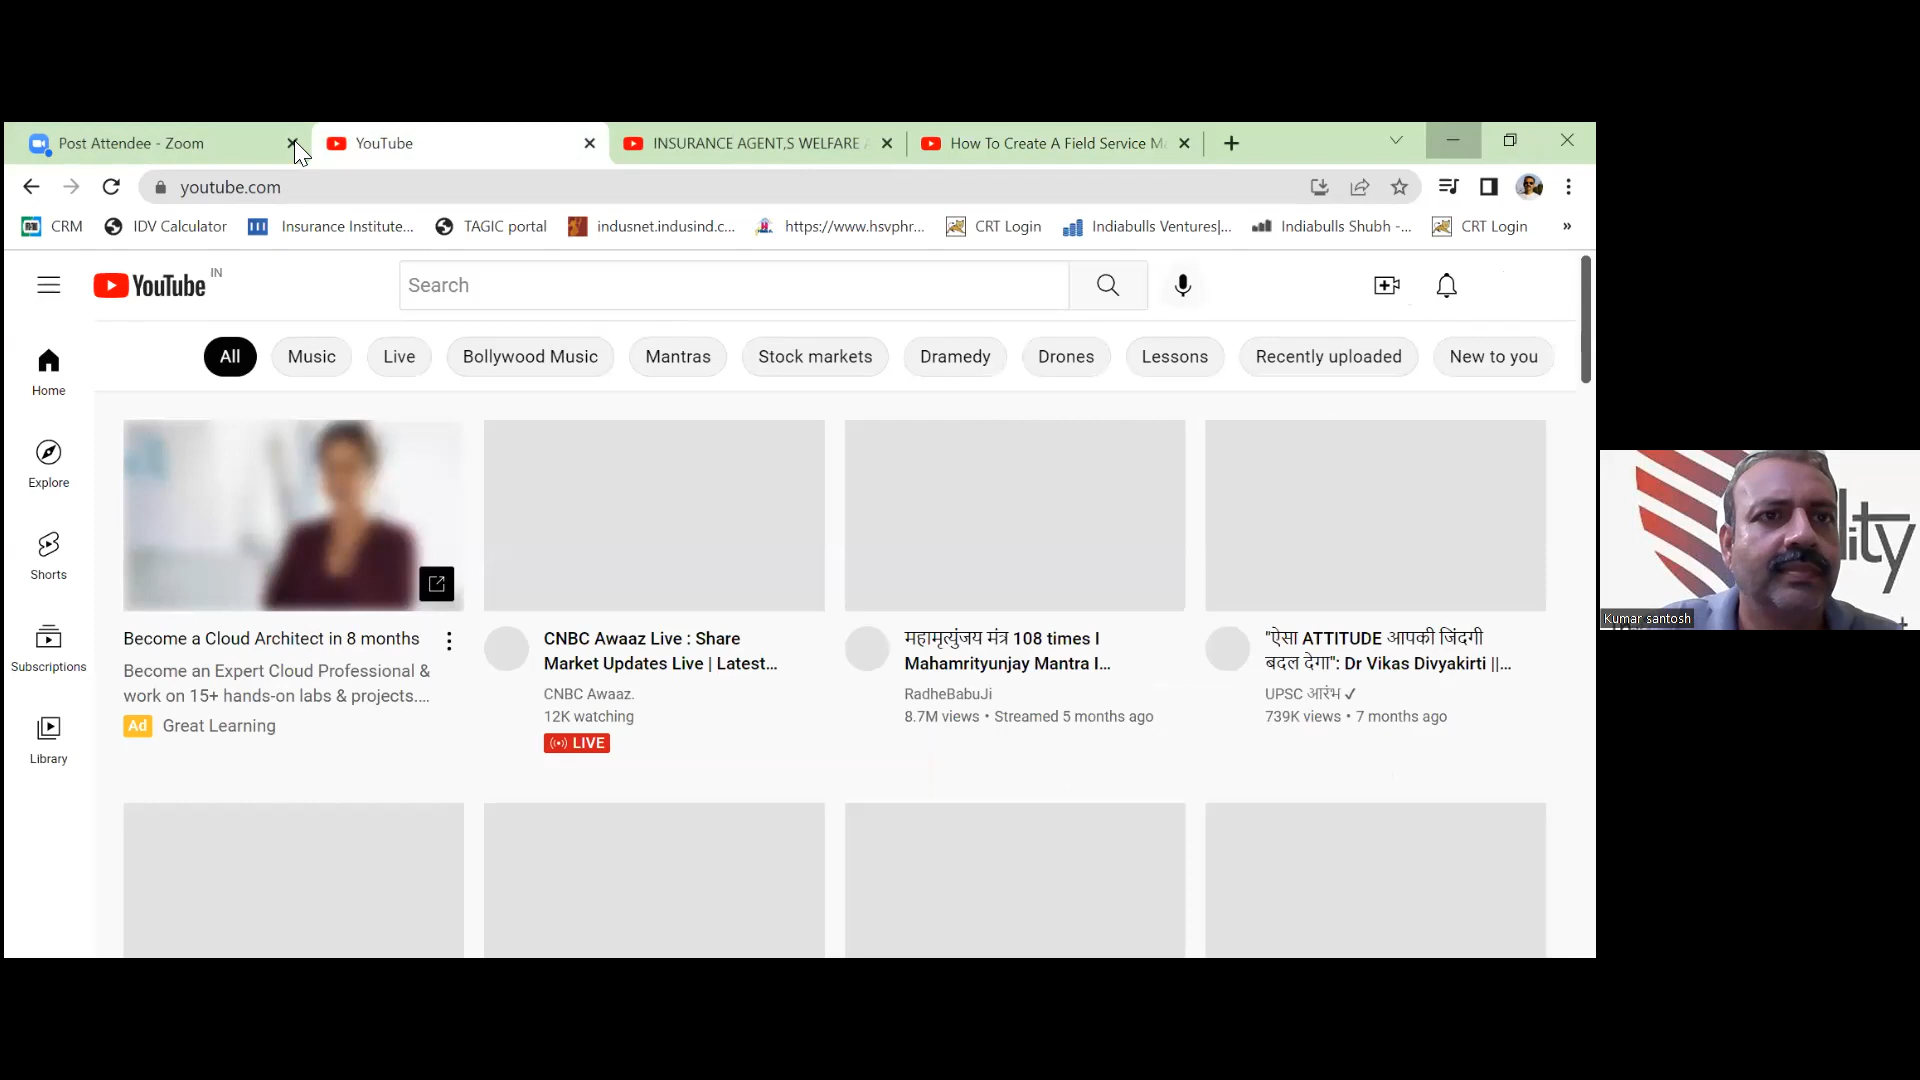 Post Attendee - Zoom
YouTube
INSURANCE AGENT,S WELFARE A
How To Create A Field Service Ma
youtube.com
CRM
IDV Calculator
Insurance Institute...
TAGIC portal
indusnet.indusind.c...
https://www.hsvphr...
CRT Login
Indiabulls Ventures|...
Indiabulls Shubh -...
CRT Login
»
YouTube IN
Search
All
Music
Live
Bollywood Music
Mantras
Stock markets
Dramedy
Drones
Lessons
Recently uploaded
New to you
Home
Explore
Shorts
Subscriptions
Library
Become a Cloud Architect in 8 months
Become an Expert Cloud Professional &
work on 15+ hands-on labs & projects....
Ad Great Learning
CNBC Awaaz Live : Share
Market Updates Live | Latest...
CNBC Awaaz.
12K watching
LIVE
महामृत्युंजय मंत्र 108 times I
Mahamrityunjay Mantra I...
RadheBabuJi
8.7M views • Streamed 5 months ago
"ऐसा ATTITUDE आपकी जिंदगी
बदल देगा": Dr Vikas Divyakirti ||...
UPSC आरंभ ✓
739K views • 7 months ago
lity
Kumar santosh